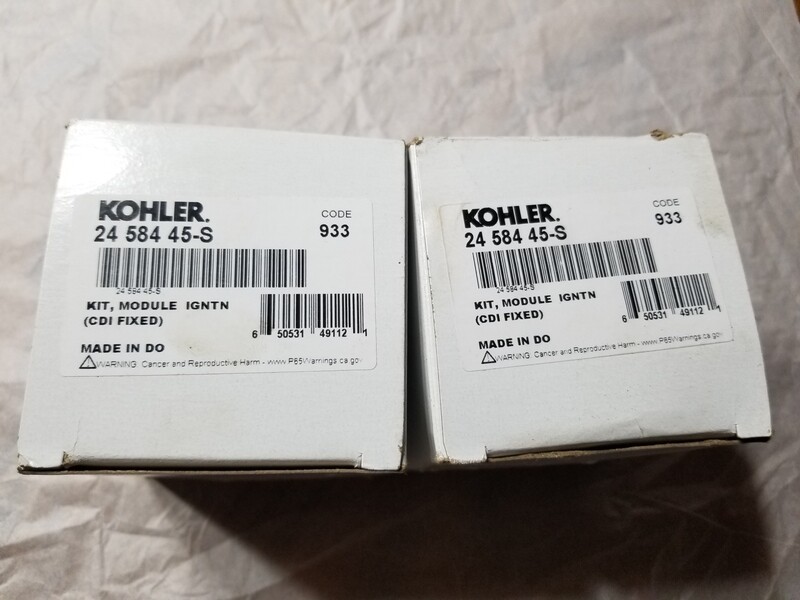 KOHLER.
CODE
24 584 45-S
933
24 584 45-S
KIT, MODULE IGNTN
(CDI FIXED)
6 50531 49112 1
MADE IN DO
WARNING: Cancer and Reproductive Harm - www.P65Warnings.ca.gov
KOHLER.
CODE
24 584 45-S
933
24 584 45-S
KIT, MODULE IGNTN
(CDI FIXED)
6 50531 49112 1
MADE IN DO
WARNING: Cancer and Reproductive Harm - www.P65Warnings.ca.gov